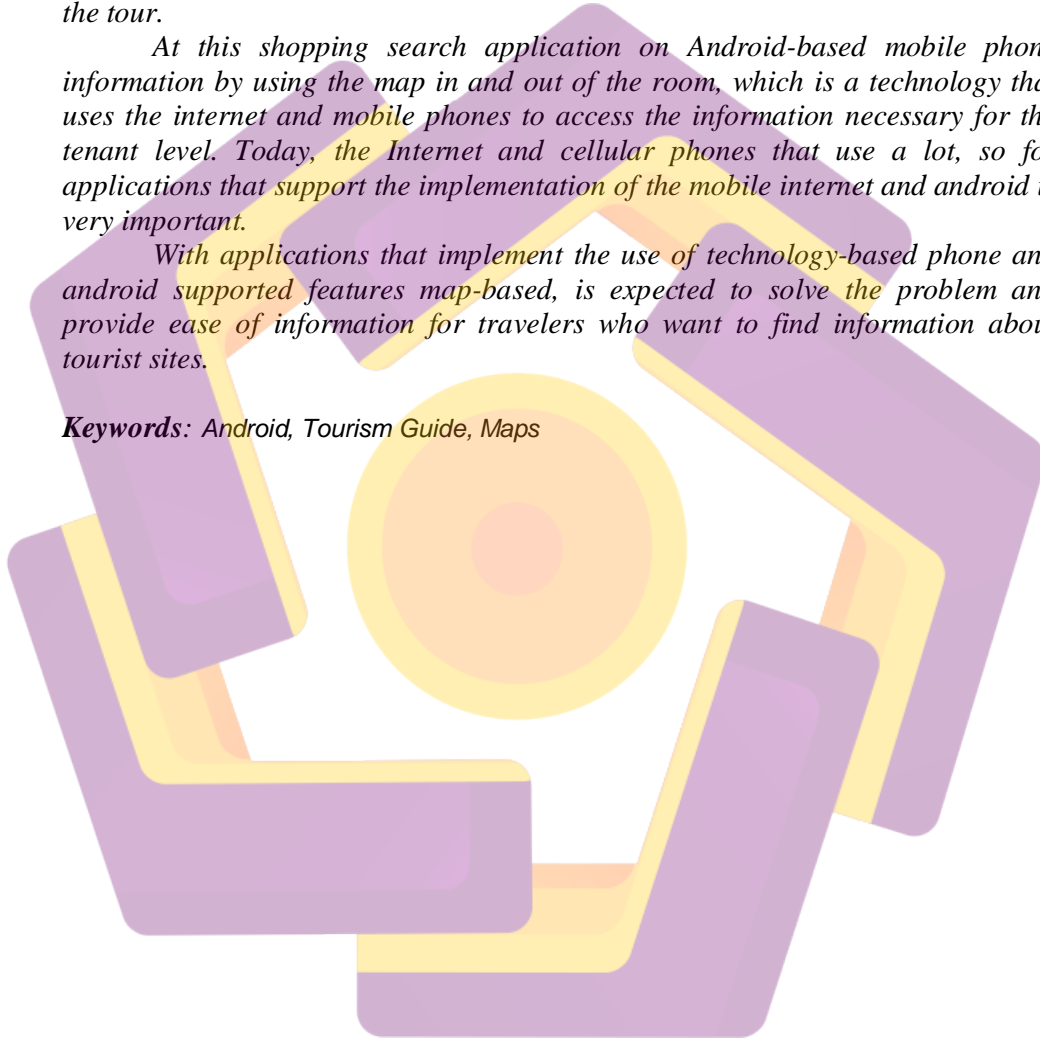 the tour.
At this shopping search application on Android-based mobile phon
information by using the map in and out of the room, which is a technology tha
uses the internet and mobile phones to access the information necessary for th
tenant level. Today, the Internet and cellular phones that use a lot, so fo
applications that support the implementation of the mobile internet and android i
very important.
With applications that implement the use of technology-based phone an
android supported features map-based, is expected to solve the problem an
provide ease of information for travelers who want to find information abou
tourist sites.
Keywords: Android, Tourism Guide, Maps